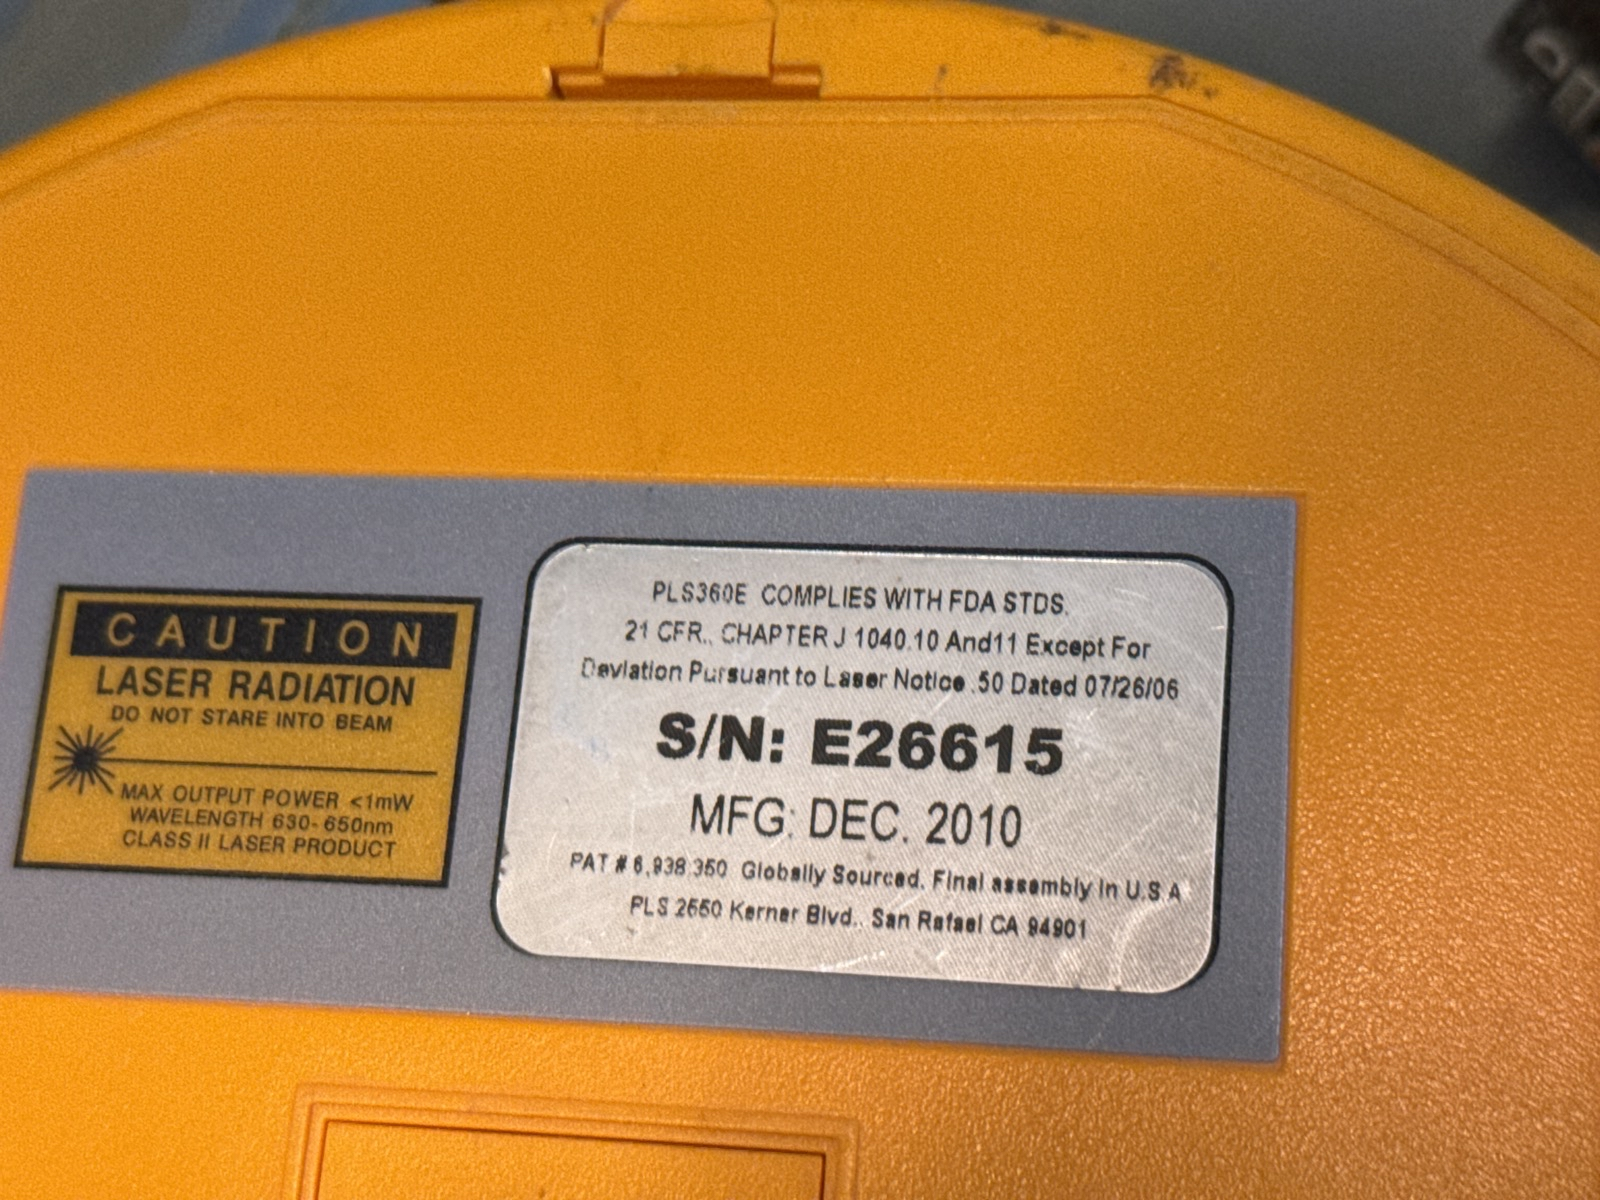 CAUTION
LASER RADIATION
DO NOT STARE INTO BEAM
MAX OUTPUT POWER <1mW
WAVELENGTH 630-650nm
CLASS II LASER PRODUCT
PLS360E COMPLIES WITH FDA STDS.
21 CFR., CHAPTER J 1040.10 And11 Except For
Deviation Pursuant to Laser Notice .50 Dated 07/26/06
S/N: E26615
MFG: DEC. 2010
PAT # 6,938,350 Globally Sourced. Final assembly in U.S.A
PLS 2550 Kerner Blvd., San Rafael CA 94901